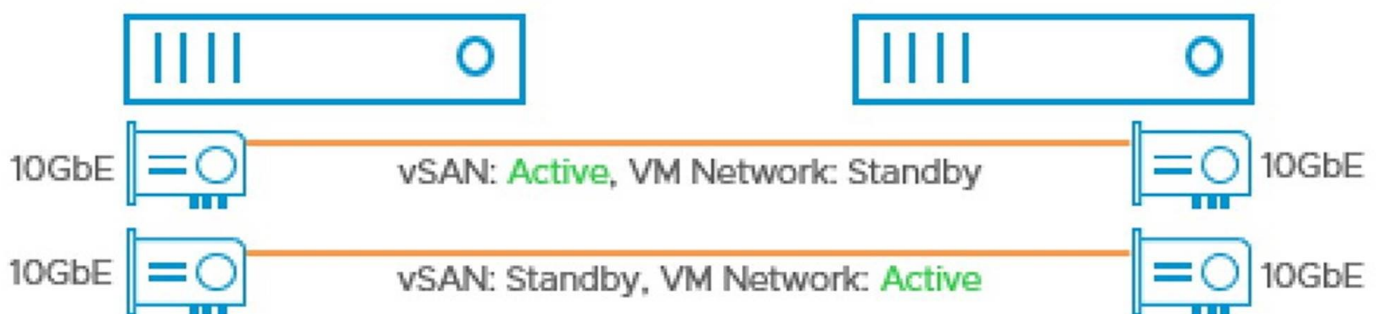 10GbE vSAN: Active, VM Network: Standby 10GbE
10GbE vSAN: Standby, VM Network: Active 10GbE